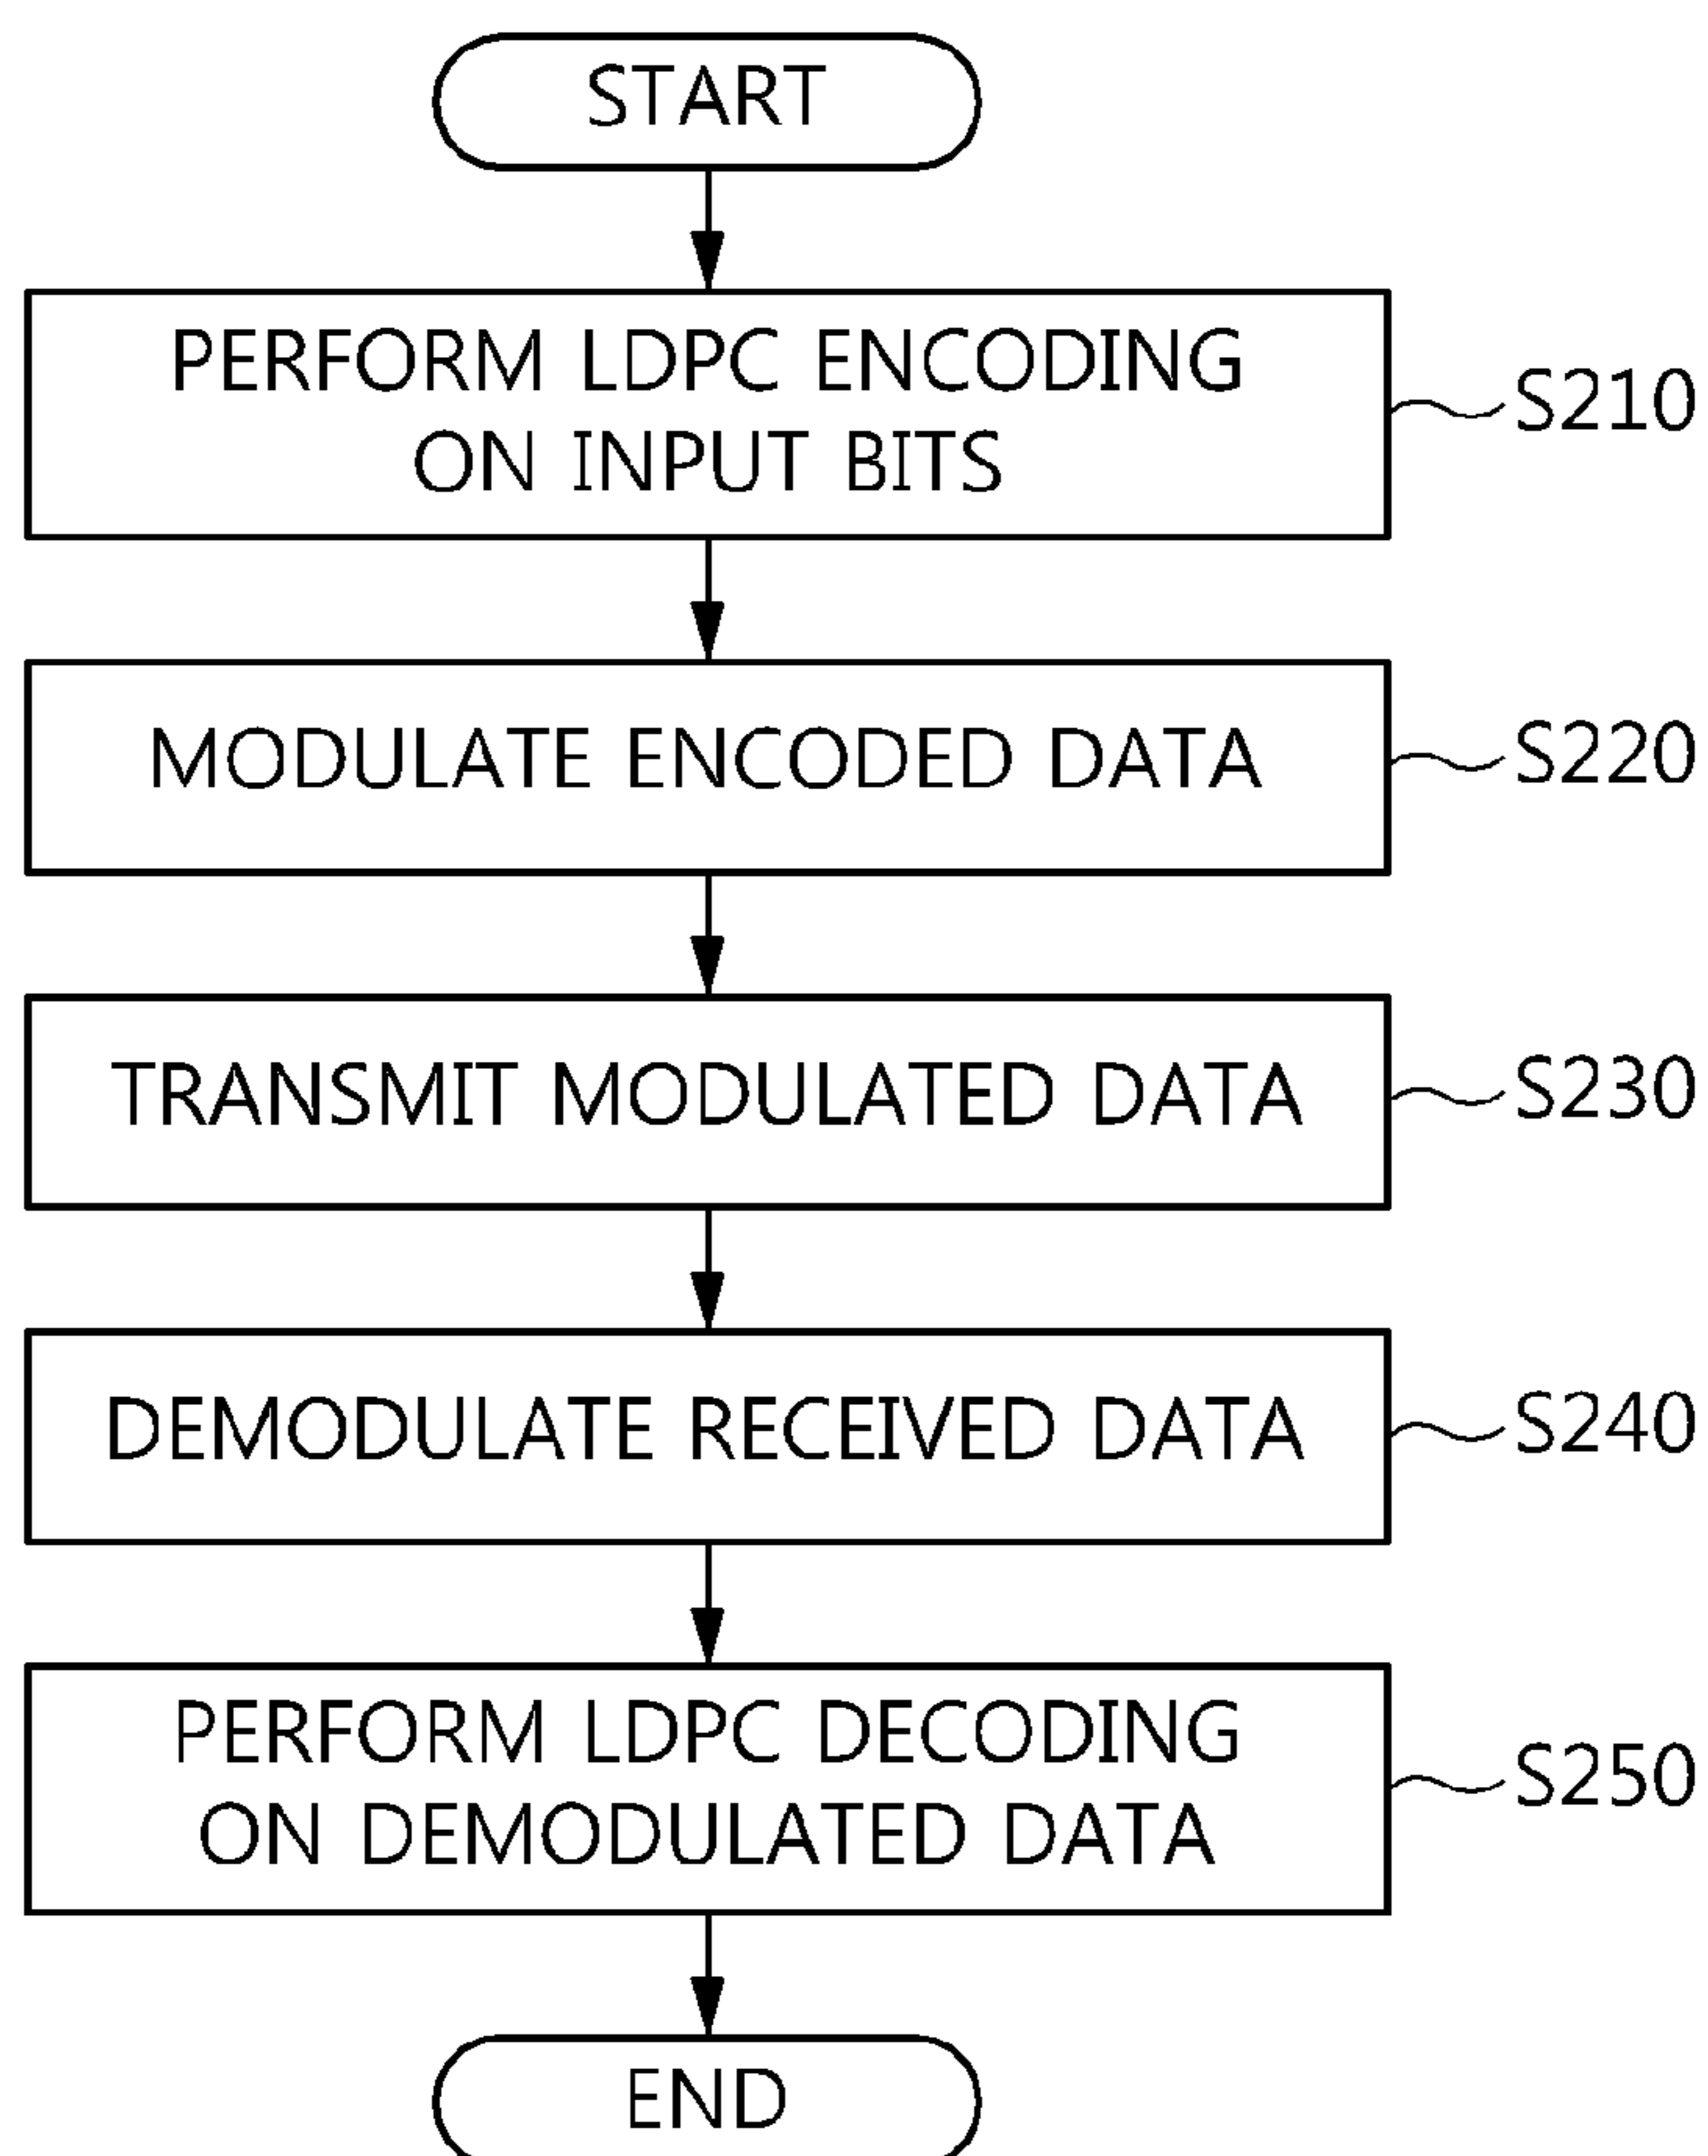 START
PERFORM LDPC ENCODING
ON INPUT BITS
S210
MODULATE ENCODED DATA
S220
TRANSMIT MODULATED DATA
S230
DEMODULATE RECEIVED DATA
S240
PERFORM LDPC DECODING
ON DEMODULATED DATA
S250
END